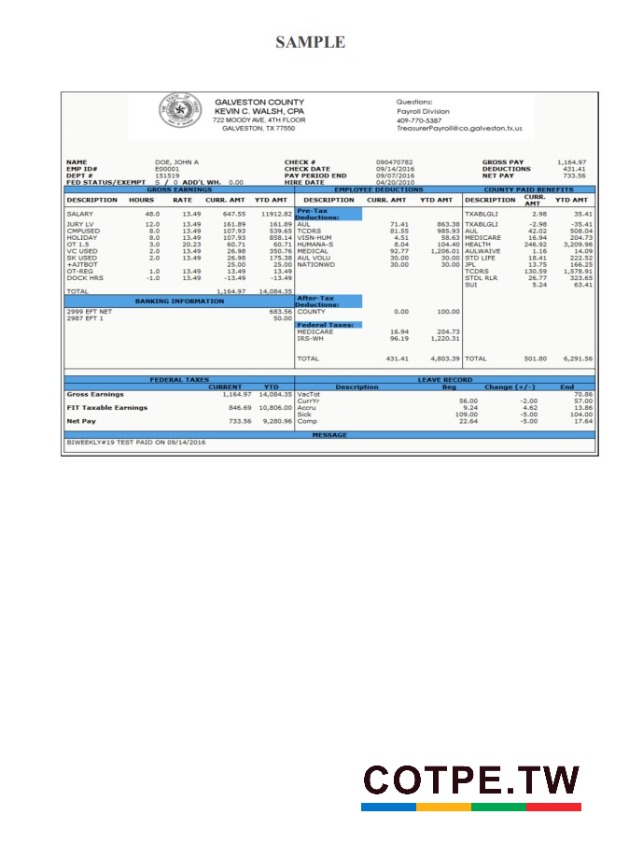 SAMPLE
GALVESTON COUNTY
KEVIN C. WALSH, CPA
722 MOODY AVE, 4TH FLOOR
GALVESTON, TX 77550
Questions:
Payroll Division
409-770-5387
TreasurerPayroll@co.galveston.tx.us
NAME DOE, JOHN A CHECK # 090470782 GROSS PAY 1,164.97
EMP ID# E00001 CHECK DATE 09/14/2016 DEDUCTIONS 431.41
DEPT # 151519 PAY PERIOD END 09/07/2016 NET PAY 733.56
FED STATUS/EXEMPT S / 0 ADD'L WH. 0.00 HIRE DATE 04/20/2010
GROSS EARNINGS EMPLOYEE DEDUCTIONS COUNTY PAID BENEFITS
DESCRIPTION HOURS RATE CURR. AMT YTD AMT DESCRIPTION CURR. AMT YTD AMT DESCRIPTION CURR. AMT YTD AMT
SALARY 48.0 13.49 647.55 11912.82 Pre-Tax Deductions: TXABLGLI 2.98 35.41
JURY LV 12.0 13.49 161.89 161.89 AUL 71.41 863.38 TXABLGLI -2.98 -35.41
CMPUSED 8.0 13.49 107.93 539.65 TCDRS 81.55 985.93 AUL 42.02 508.04
HOLIDAY 8.0 13.49 107.93 858.14 VISN-HUM 4.51 58.63 MEDICARE 16.94 204.73
OT 1.5 3.0 20.23 60.71 60.71 HUMANA-S 8.04 104.40 HEALTH 246.92 3,209.96
VC USED 2.0 13.49 26.98 350.76 MEDICAL 92.77 1,206.01 AULWAIVE 1.16 14.09
SK USED 2.0 13.49 26.98 175.38 AUL VOLU 30.00 30.00 STD LIFE 18.41 222.52
+AJTBOT 25.00 25.00 NATIONWD 30.00 30.00 JPL 13.75 166.25
OT-REG 1.0 13.49 13.49 13.49 TCDRS 130.59 1,578.91
DOCK HRS -1.0 13.49 -13.49 -13.49 STDL RLR 26.77 323.65
SUI 5.24 63.41
TOTAL 1,164.97 14,084.35
BANKING INFORMATION After-Tax Deductions:
2999 EFT NET 683.56 COUNTY 0.00 100.00
2987 EFT 1 50.00
Federal Taxes:
MEDICARE 16.94 204.73
IRS-WH 96.19 1,220.31
TOTAL 431.41 4,803.39 TOTAL 501.80 6,291.56
FEDERAL TAXES LEAVE RECORD
CURRENT YTD Description Beg Change (+/-) End
Gross Earnings 1,164.97 14,084.35 VacTot 70.86
CurrYr 56.00 -2.00 57.00
FIT Taxable Earnings 846.69 10,806.00 Accru 9.24 4.62 13.86
Sick 109.00 -5.00 104.00
Net Pay 733.56 9,280.96 Comp 22.64 -5.00 17.64
MESSAGE
BIWEEKLY#19 TEST PAID ON 09/14/2016
COTPE.TW